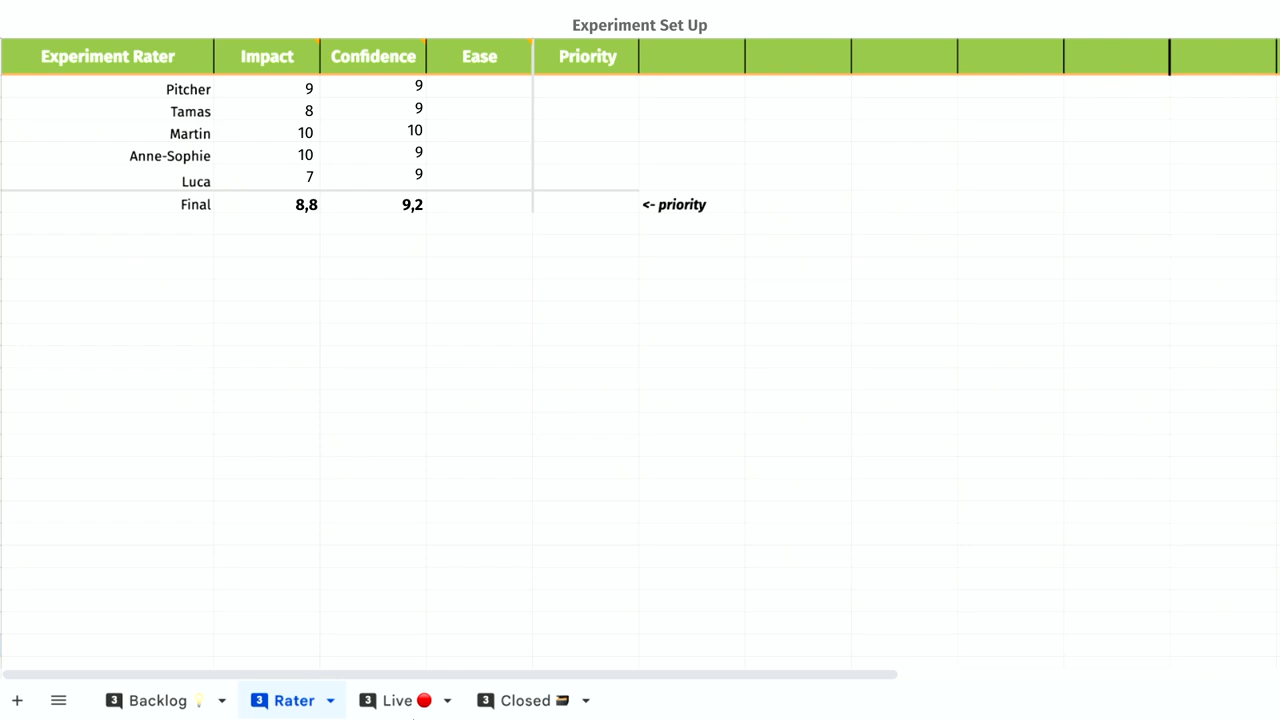 Experiment Set Up
Experiment Rater Impact Confidence Ease Priority
Pitcher 9 9
Tamas 8 9
Martin 10 10
Anne-Sophie 10 9
Luca 7 9
Final 8,8 9,2 <- priority
+ 3 Backlog 3 Rater 3 Live 3 Closed